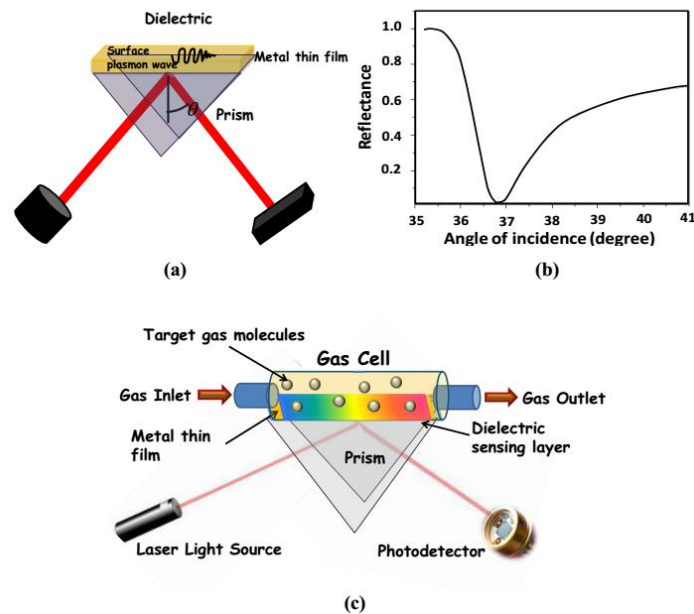 Dielectric
Surface
plasmon wave
Metal thin film
θ
Prism
(a)
Reflectance
1.0
0.8
0.6
0.4
0.2
35 36 37 38 39 40 41
Angle of incidence (degree)
(b)
Target gas molecules
Gas Cell
Gas Inlet
Gas Outlet
Metal thin
film
Dielectric
sensing layer
Prism
Laser Light Source
Photodetector
(c)